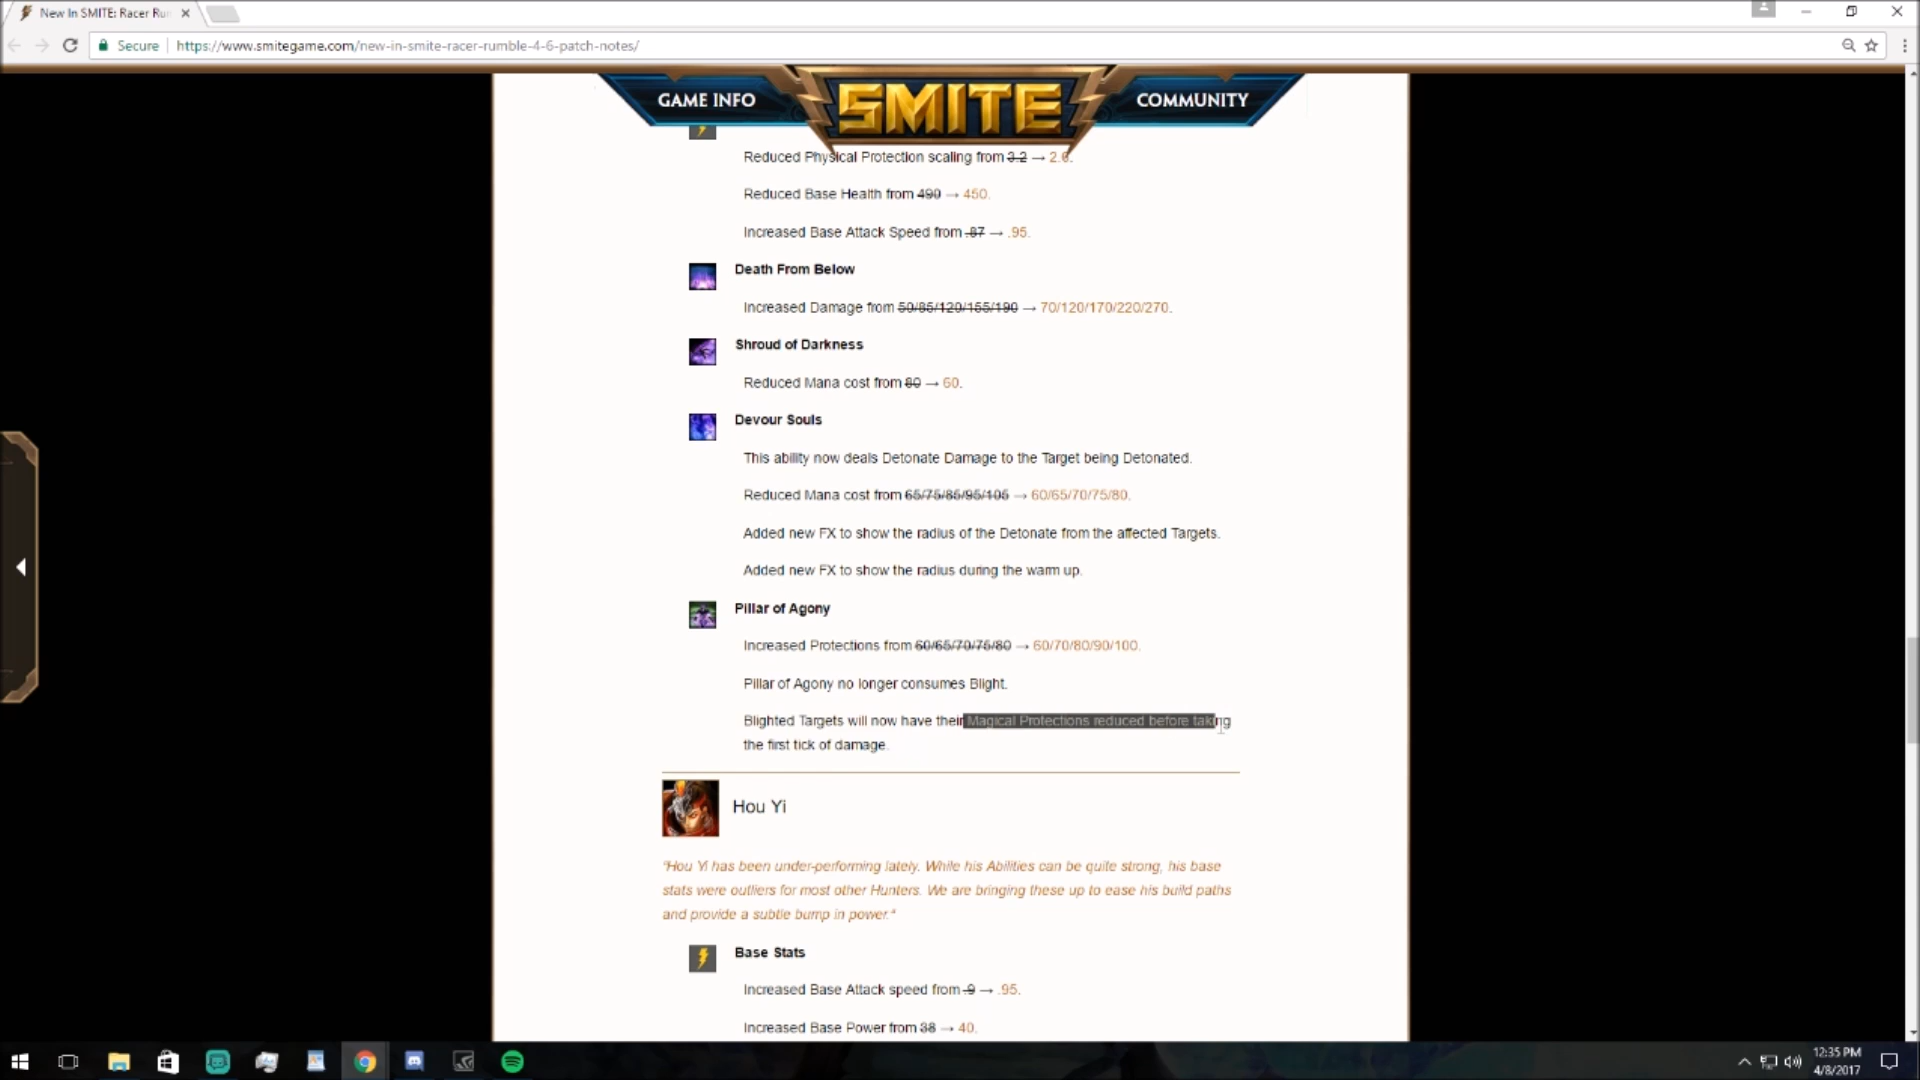 New In SMITE: Racer Rum
Secure
https://www.smitegame.com/new-in-smite-racer-rumble-4-6-patch-notes/
GAME INFO
SMITE
COMMUNITY
Reduced Physical Protection scaling from 3.2 → 2.6.
Reduced Base Health from 490 → 450.
Increased Base Attack Speed from .87 → .95.
Death From Below
Increased Damage from 50/85/120/155/190 → 70/120/170/220/270.
Shroud of Darkness
Reduced Mana cost from 80 → 60.
Devour Souls
This ability now deals Detonate Damage to the Target being Detonated.
Reduced Mana cost from 65/75/85/95/105 → 60/65/70/75/80.
Added new FX to show the radius of the Detonate from the affected Targets.
Added new FX to show the radius during the warm up.
Pillar of Agony
Increased Protections from 60/65/70/75/80 → 60/70/80/90/100.
Pillar of Agony no longer consumes Blight.
Blighted Targets will now have their Magical Protections reduced before taking
the first tick of damage.
Hou Yi
"Hou Yi has been under-performing lately. While his Abilities can be quite strong, his base
stats were outliers for most other Hunters. We are bringing these up to ease his build paths
and provide a subtle bump in power."
Base Stats
Increased Base Attack speed from .9 → .95.
Increased Base Power from 38 → 40.
12:35 PM
4/8/2017